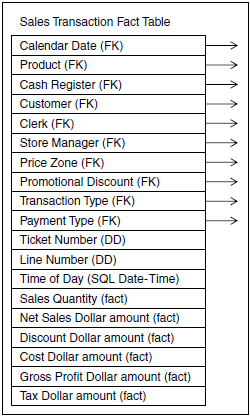 Sales Transaction Fact Table
Calendar Date (FK)
Product (FK)
Cash Register (FK)
Customer (FK)
Clerk (FK)
Store Manager (FK)
Price Zone (FK)
Promotional Discount (FK)
Transaction Type (FK)
Payment Type (FK)
Ticket Number (DD)
Line Number (DD)
Time of Day (SQL Date-Time)
Sales Quantity (fact)
Net Sales Dollar amount (fact)
Discount Dollar amount (fact)
Cost Dollar amount (fact)
Gross Profit Dollar amount (fact)
Tax Dollar amount (fact)